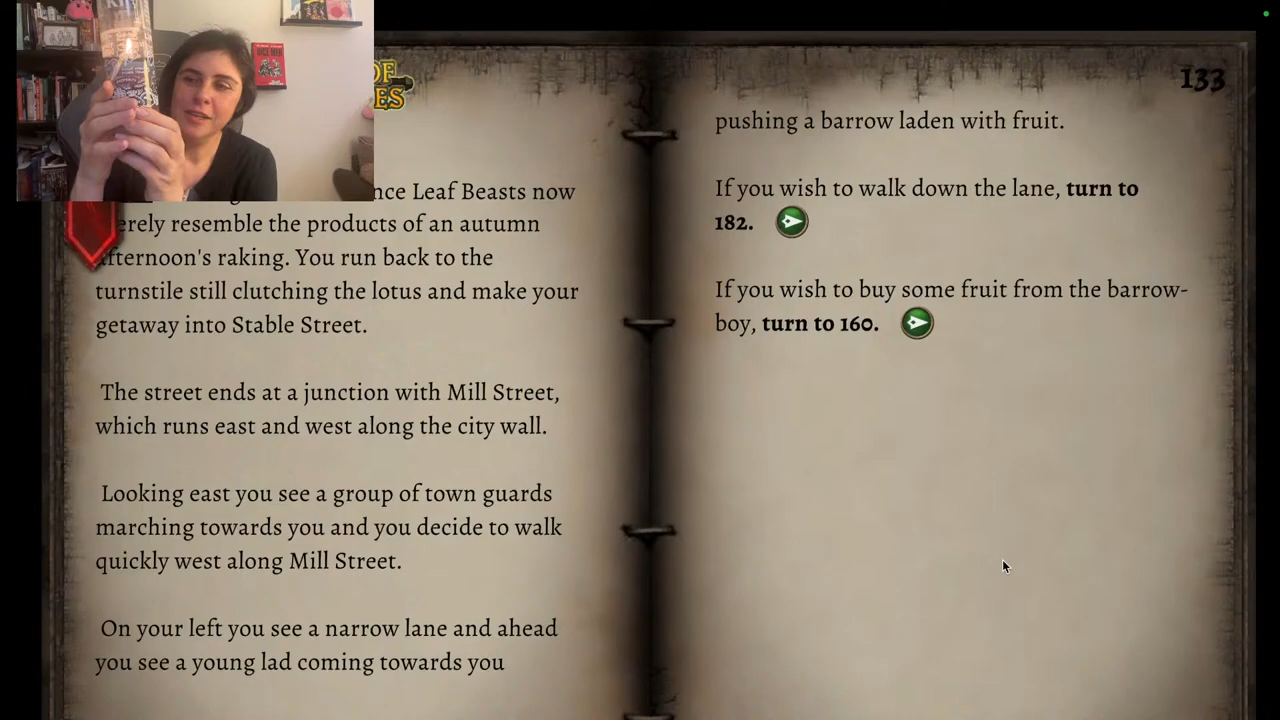 OF
ES
133
nce Leaf Beasts now
erely resemble the products of an autumn
fternoon's raking. You run back to the
turnstile still clutching the lotus and make your
getaway into Stable Street.
The street ends at a junction with Mill Street,
which runs east and west along the city wall.
Looking east you see a group of town guards
marching towards you and you decide to walk
quickly west along Mill Street.
On your left you see a narrow lane and ahead
you see a young lad coming towards you
pushing a barrow laden with fruit.
If you wish to walk down the lane, turn to
182.
If you wish to buy some fruit from the barrow-
boy, turn to 160.